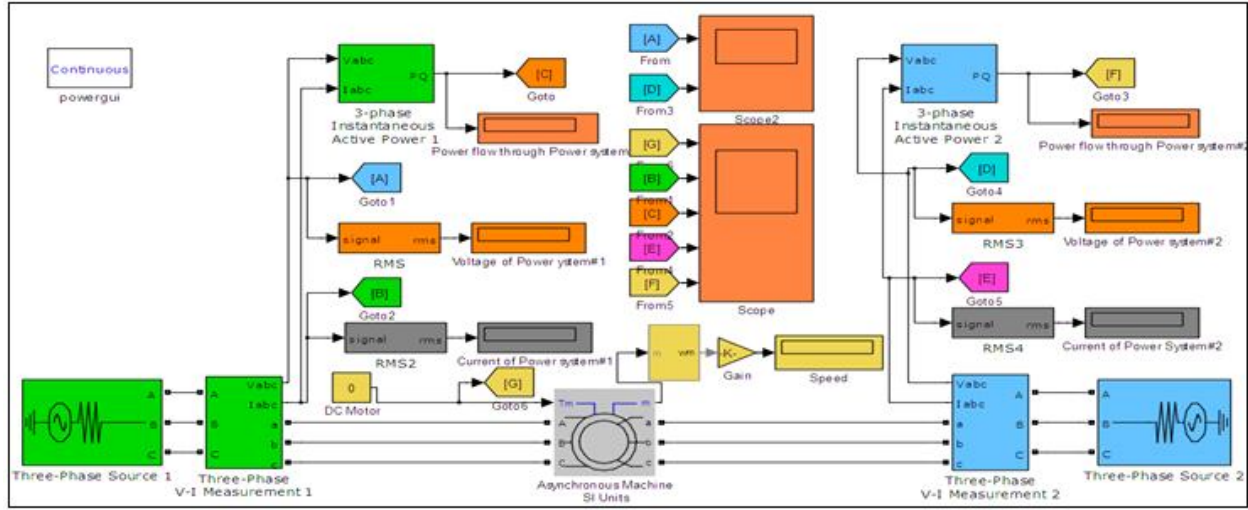 Continuous
powergui
Vabc
Iabc
PQ
3-phase
Instantaneous
Active Power 1
[C]
Goto
Power flow through Power system
[A]
Goto1
signal rms
RMS
Voltage of Power ystem#1
[B]
Goto2
signal rms
RMS2
Current of Power system#1
0
DC Motor
[G]
Goto6
A
B
C
Three-Phase Source 1
A
B
C
Vabc
Iabc
a
b
c
Three-Phase
V-I Measurement 1
[A]
From
[D]
From3
Scope2
[G]
[B]
From1
[C]
From2
[E]
From4
[F]
From5
Scope
m wm
-K-
Gain
Speed
Tm m
A a
B b
C c
Asynchronous Machine
SI Units
Vabc
Iabc
PQ
3-phase
Instantaneous
Active Power 2
[F]
Goto3
Power flow through Power system#2
[D]
Goto4
signal rms
RMS3
Voltage of Power system#2
[E]
Goto5
signal rms
RMS4
Current of Power System#2
Vabc
Iabc
a
b
c
A
B
C
Three-Phase
V-I Measurement 2
A
B
C
Three-Phase Source 2